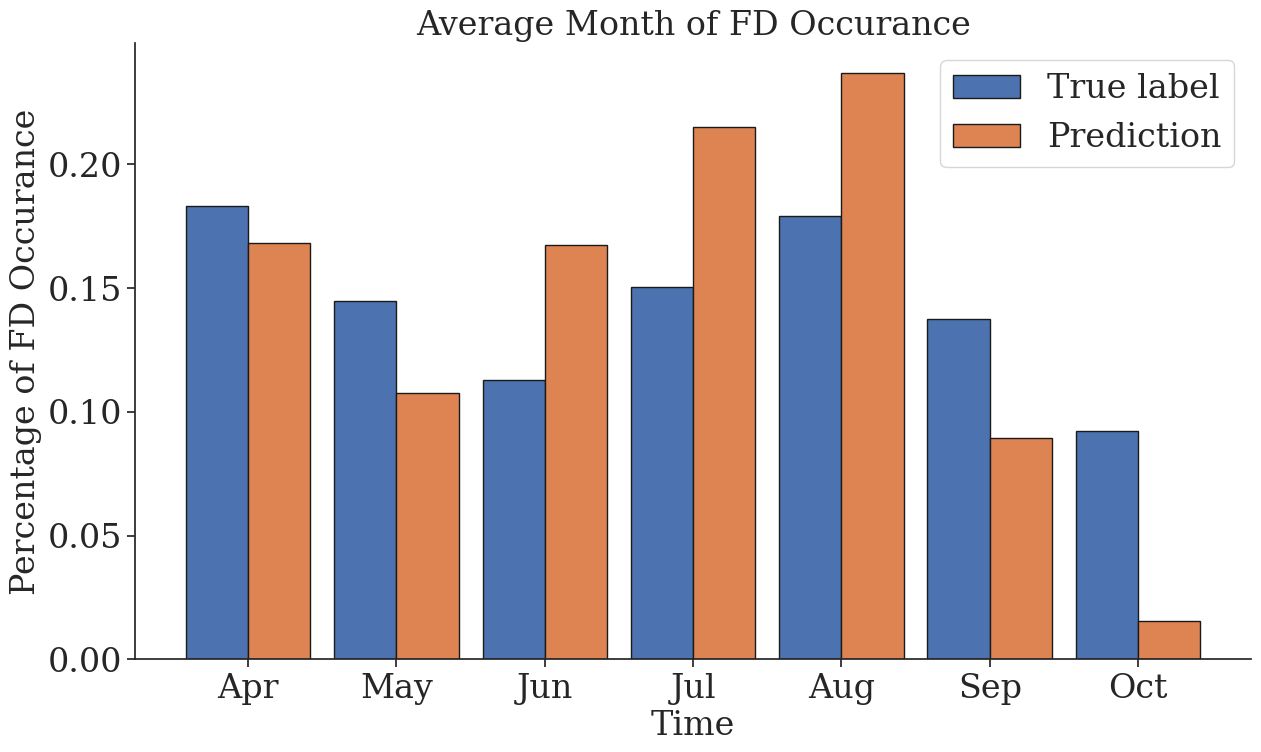 Average Month of FD Occurance
True label
Prediction
Percentage of FD Occurance
0.20
0.15
0.10
0.05
0.00
Apr May Jun Jul Aug Sep Oct
Time